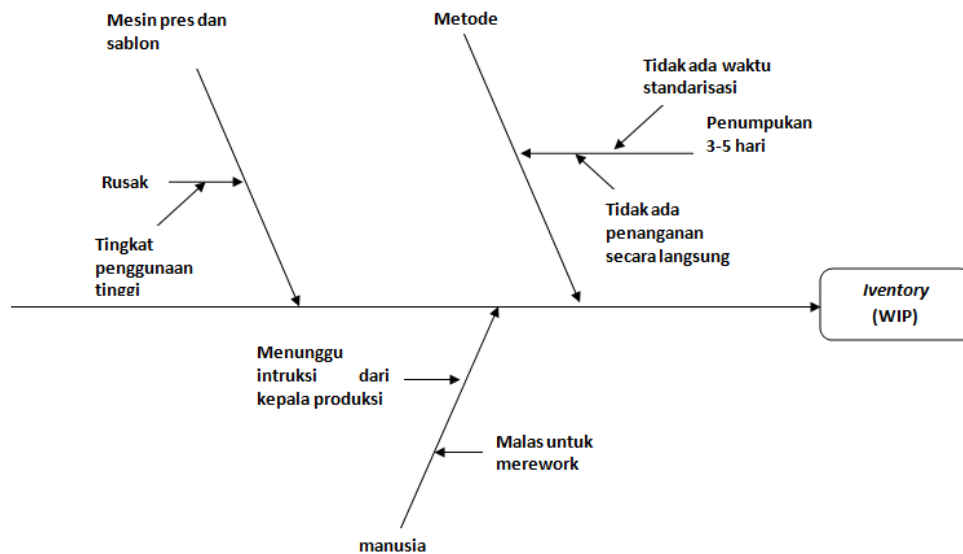 Mesin pres dan
sablon
Metode
Tidak ada waktu
standarisasi
Penumpukan
3-5 hari
Rusak
Tidak ada
penanganan
secara langsung
Tingkat
penggunaan
tinggi
Iventory
(WIP)
Menunggu
intruksi dari
kepala produksi
Malas untuk
merework
manusia